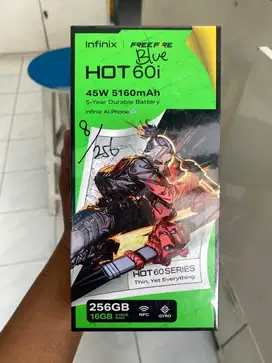 Infinix | FREE FIRE
Blue
HOT 60i
45W 5160mAh
5-Year Durable Battery
Infinix AI Phone
8/256
HOT 60 SERIES
Thin, Yet Everything
256GB
16GB
NFC
GYRO